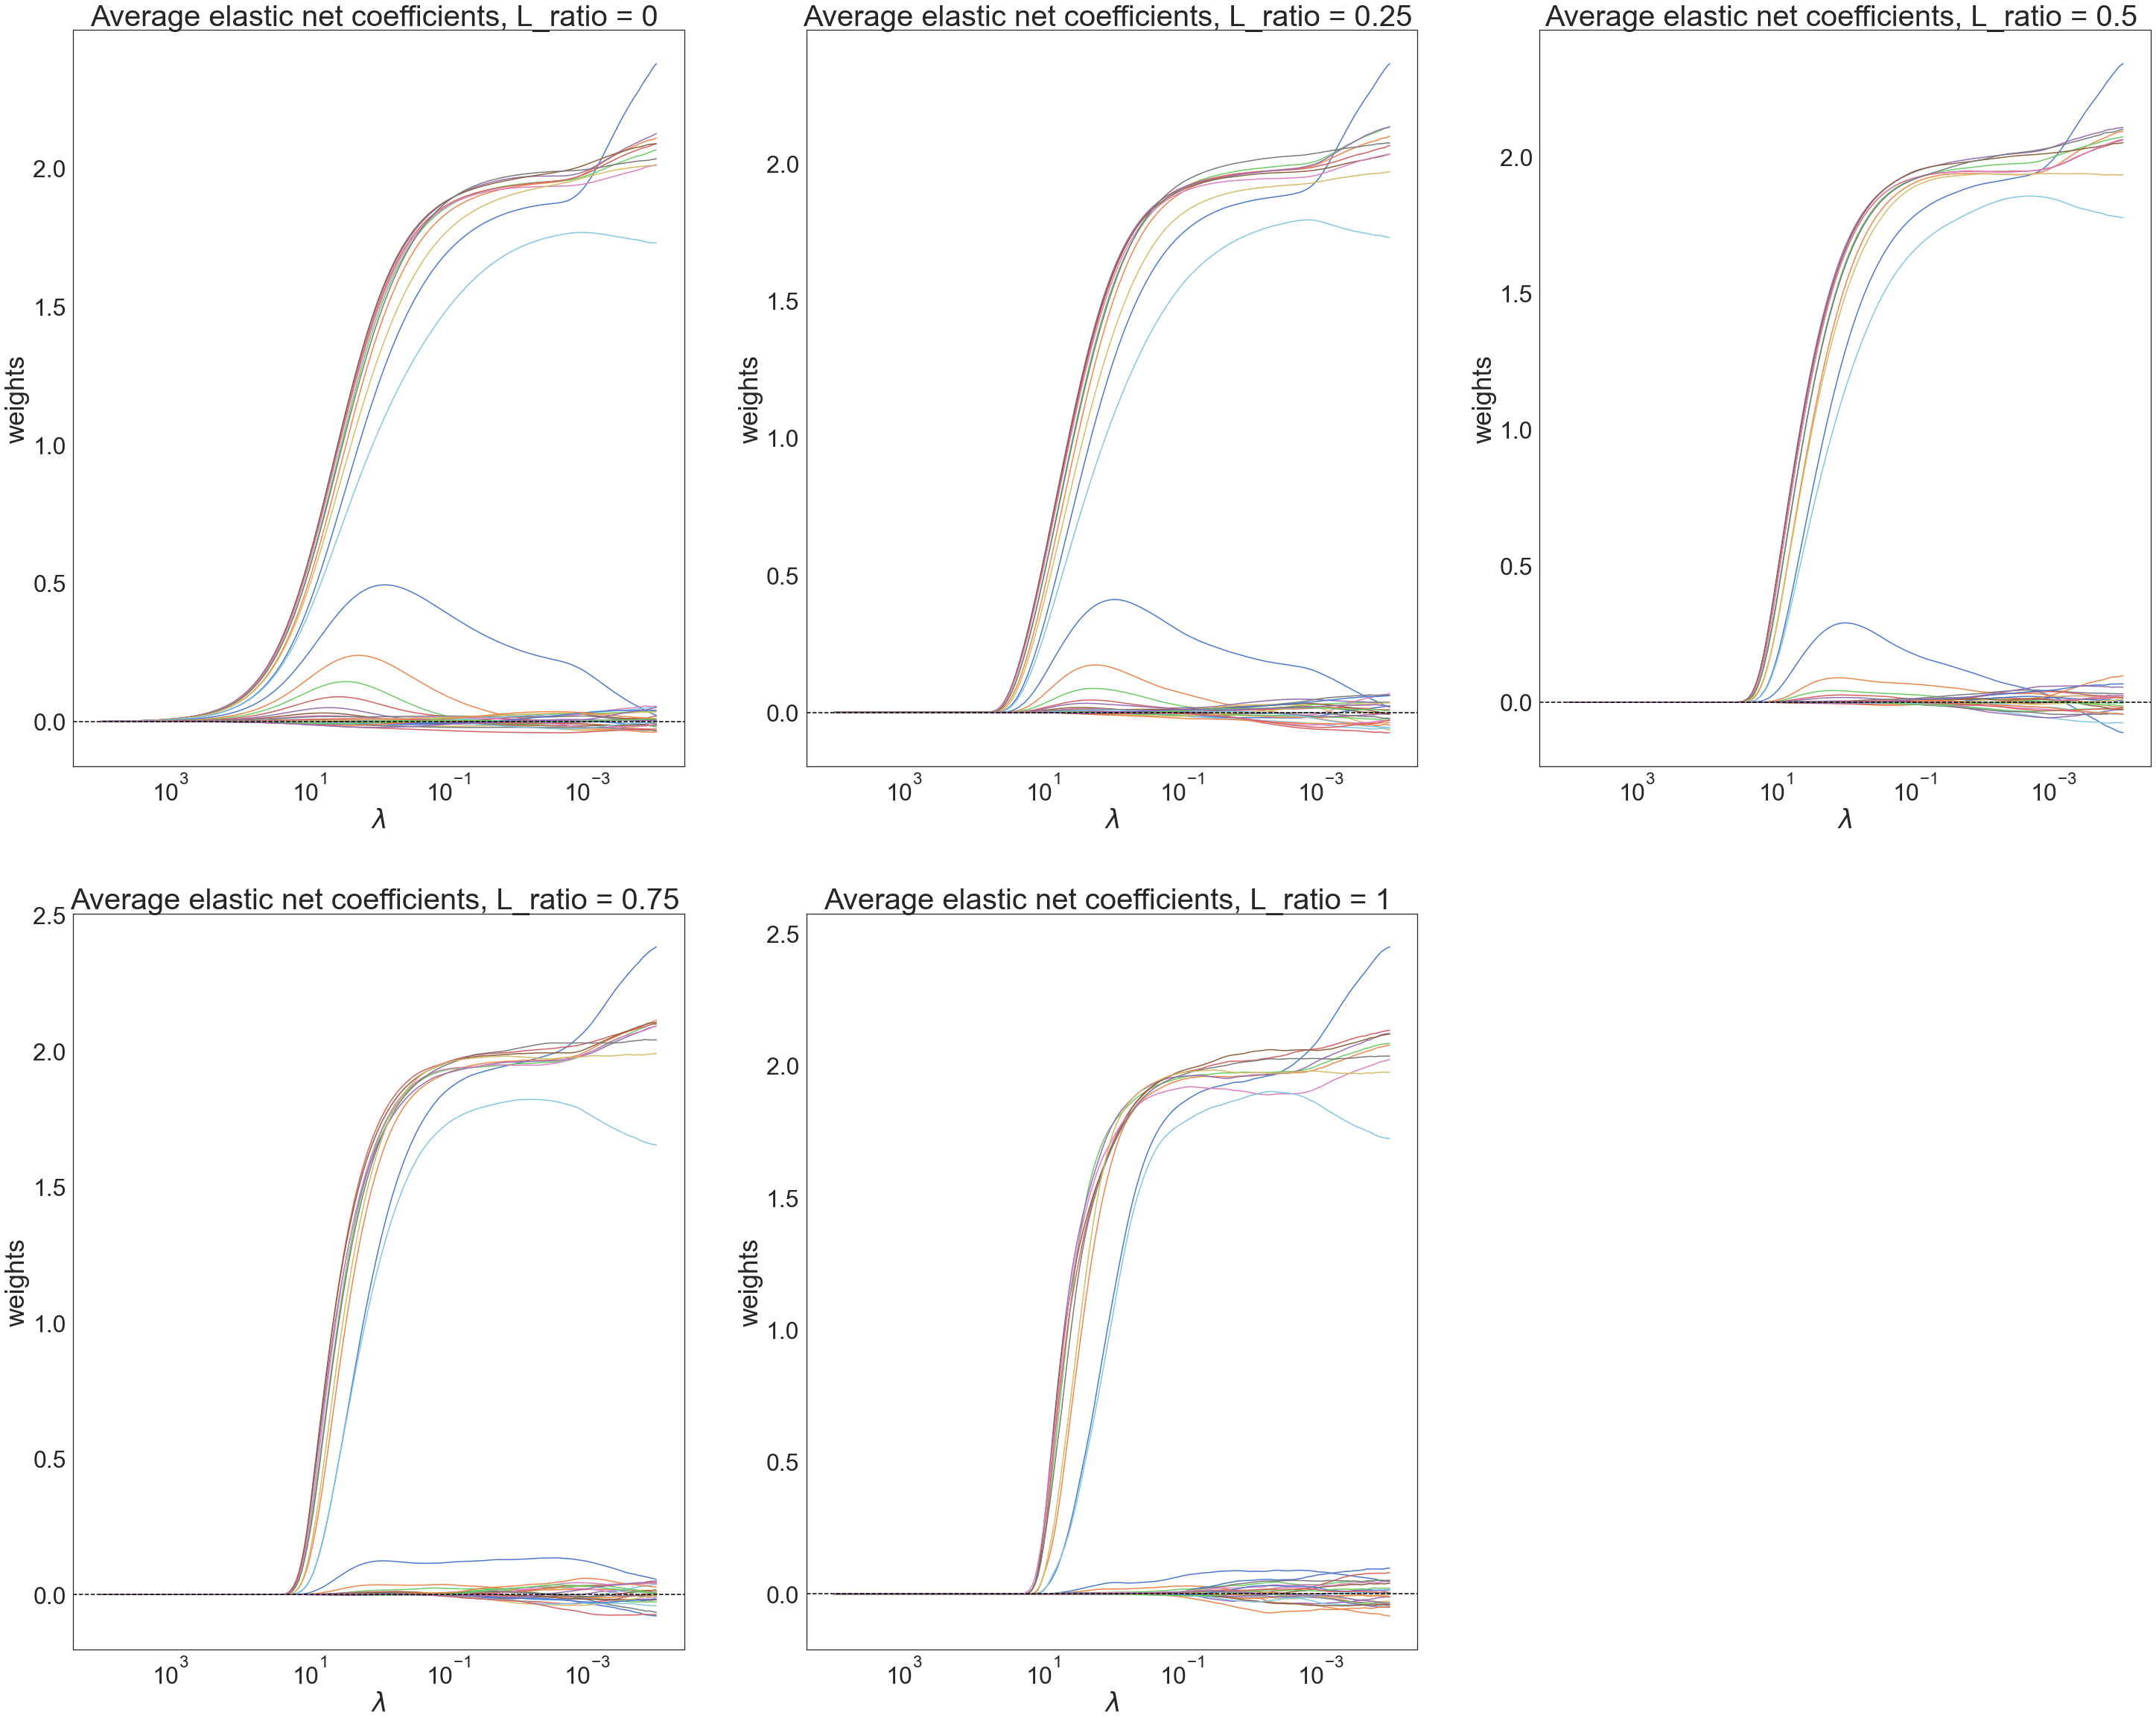 Average elastic net coefficients, L_ratio = 0
2.0
1.5
1.0
0.5
0.0
weights
10^3 10^1 10^−1 10^−3
λ
Average elastic net coefficients, L_ratio = 0.25
2.0
1.5
1.0
0.5
0.0
weights
10^3 10^1 10^−1 10^−3
λ
Average elastic net coefficients, L_ratio = 0.5
2.0
1.5
1.0
0.5
0.0
weights
10^3 10^1 10^−1 10^−3
λ
Average elastic net coefficients, L_ratio = 0.75
2.5
2.0
1.5
1.0
0.5
0.0
weights
10^3 10^1 10^−1 10^−3
λ
Average elastic net coefficients, L_ratio = 1
2.5
2.0
1.5
1.0
0.5
0.0
weights
10^3 10^1 10^−1 10^−3
λ